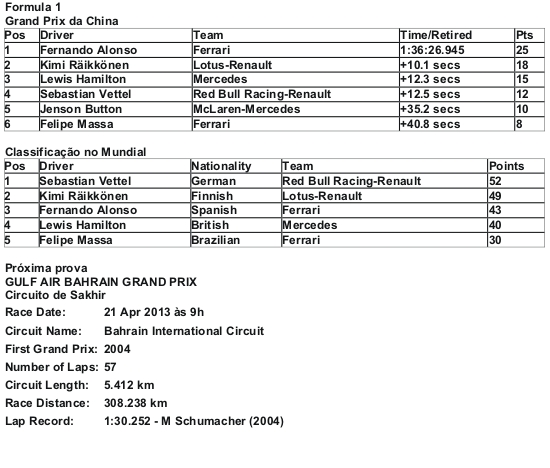 Formula 1
Grand Prix da China
Pos Driver Team Time/Retired Pts
1 Fernando Alonso Ferrari 1:36:26.945 25
2 Kimi Räikkönen Lotus-Renault +10.1 secs 18
3 Lewis Hamilton Mercedes +12.3 secs 15
4 Sebastian Vettel Red Bull Racing-Renault +12.5 secs 12
5 Jenson Button McLaren-Mercedes +35.2 secs 10
6 Felipe Massa Ferrari +40.8 secs 8
Classificação no Mundial
Pos Driver Nationality Team Points
1 Sebastian Vettel German Red Bull Racing-Renault 52
2 Kimi Räikkönen Finnish Lotus-Renault 49
3 Fernando Alonso Spanish Ferrari 43
4 Lewis Hamilton British Mercedes 40
5 Felipe Massa Brazilian Ferrari 30
Próxima prova
GULF AIR BAHRAIN GRAND PRIX
Circuito de Sakhir
Race Date: 21 Apr 2013 às 9h
Circuit Name: Bahrain International Circuit
First Grand Prix: 2004
Number of Laps: 57
Circuit Length: 5.412 km
Race Distance: 308.238 km
Lap Record: 1:30.252 - M Schumacher (2004)